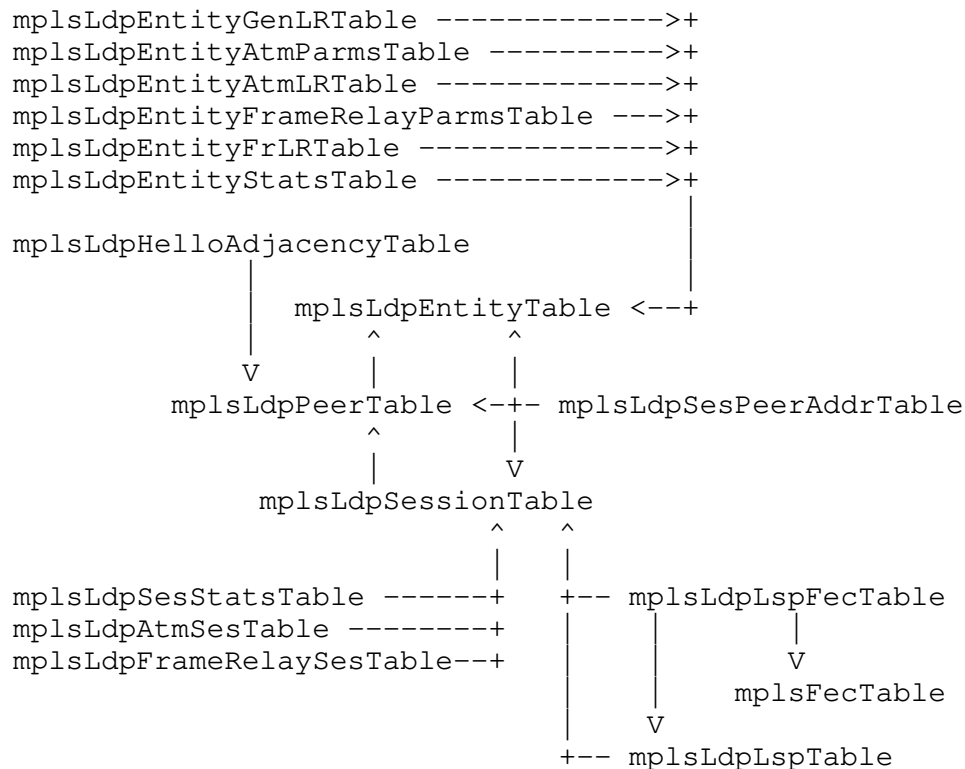 mplsLdpEntityGenLRTable ------------->+
mplsLdpEntityAtmParmsTable ---------->+
mplsLdpEntityAtmLRTable ------------->+
mplsLdpEntityFrameRelayParmsTable --->+
mplsLdpEntityFrLRTable -------------->+
mplsLdpEntityStatsTable ------------->+
mplsLdpHelloAdjacencyTable
mplsLdpEntityTable <--+
^ ^
V
mplsLdpPeerTable <-+- mplsLdpSesPeerAddrTable
^
V
mplsLdpSessionTable
^ ^
mplsLdpSesStatsTable ------+ +-- mplsLdpLspFecTable
mplsLdpAtmSesTable --------+
mplsLdpFrameRelaySesTable--+ V
mplsFecTable
V
+-- mplsLdpLspTable